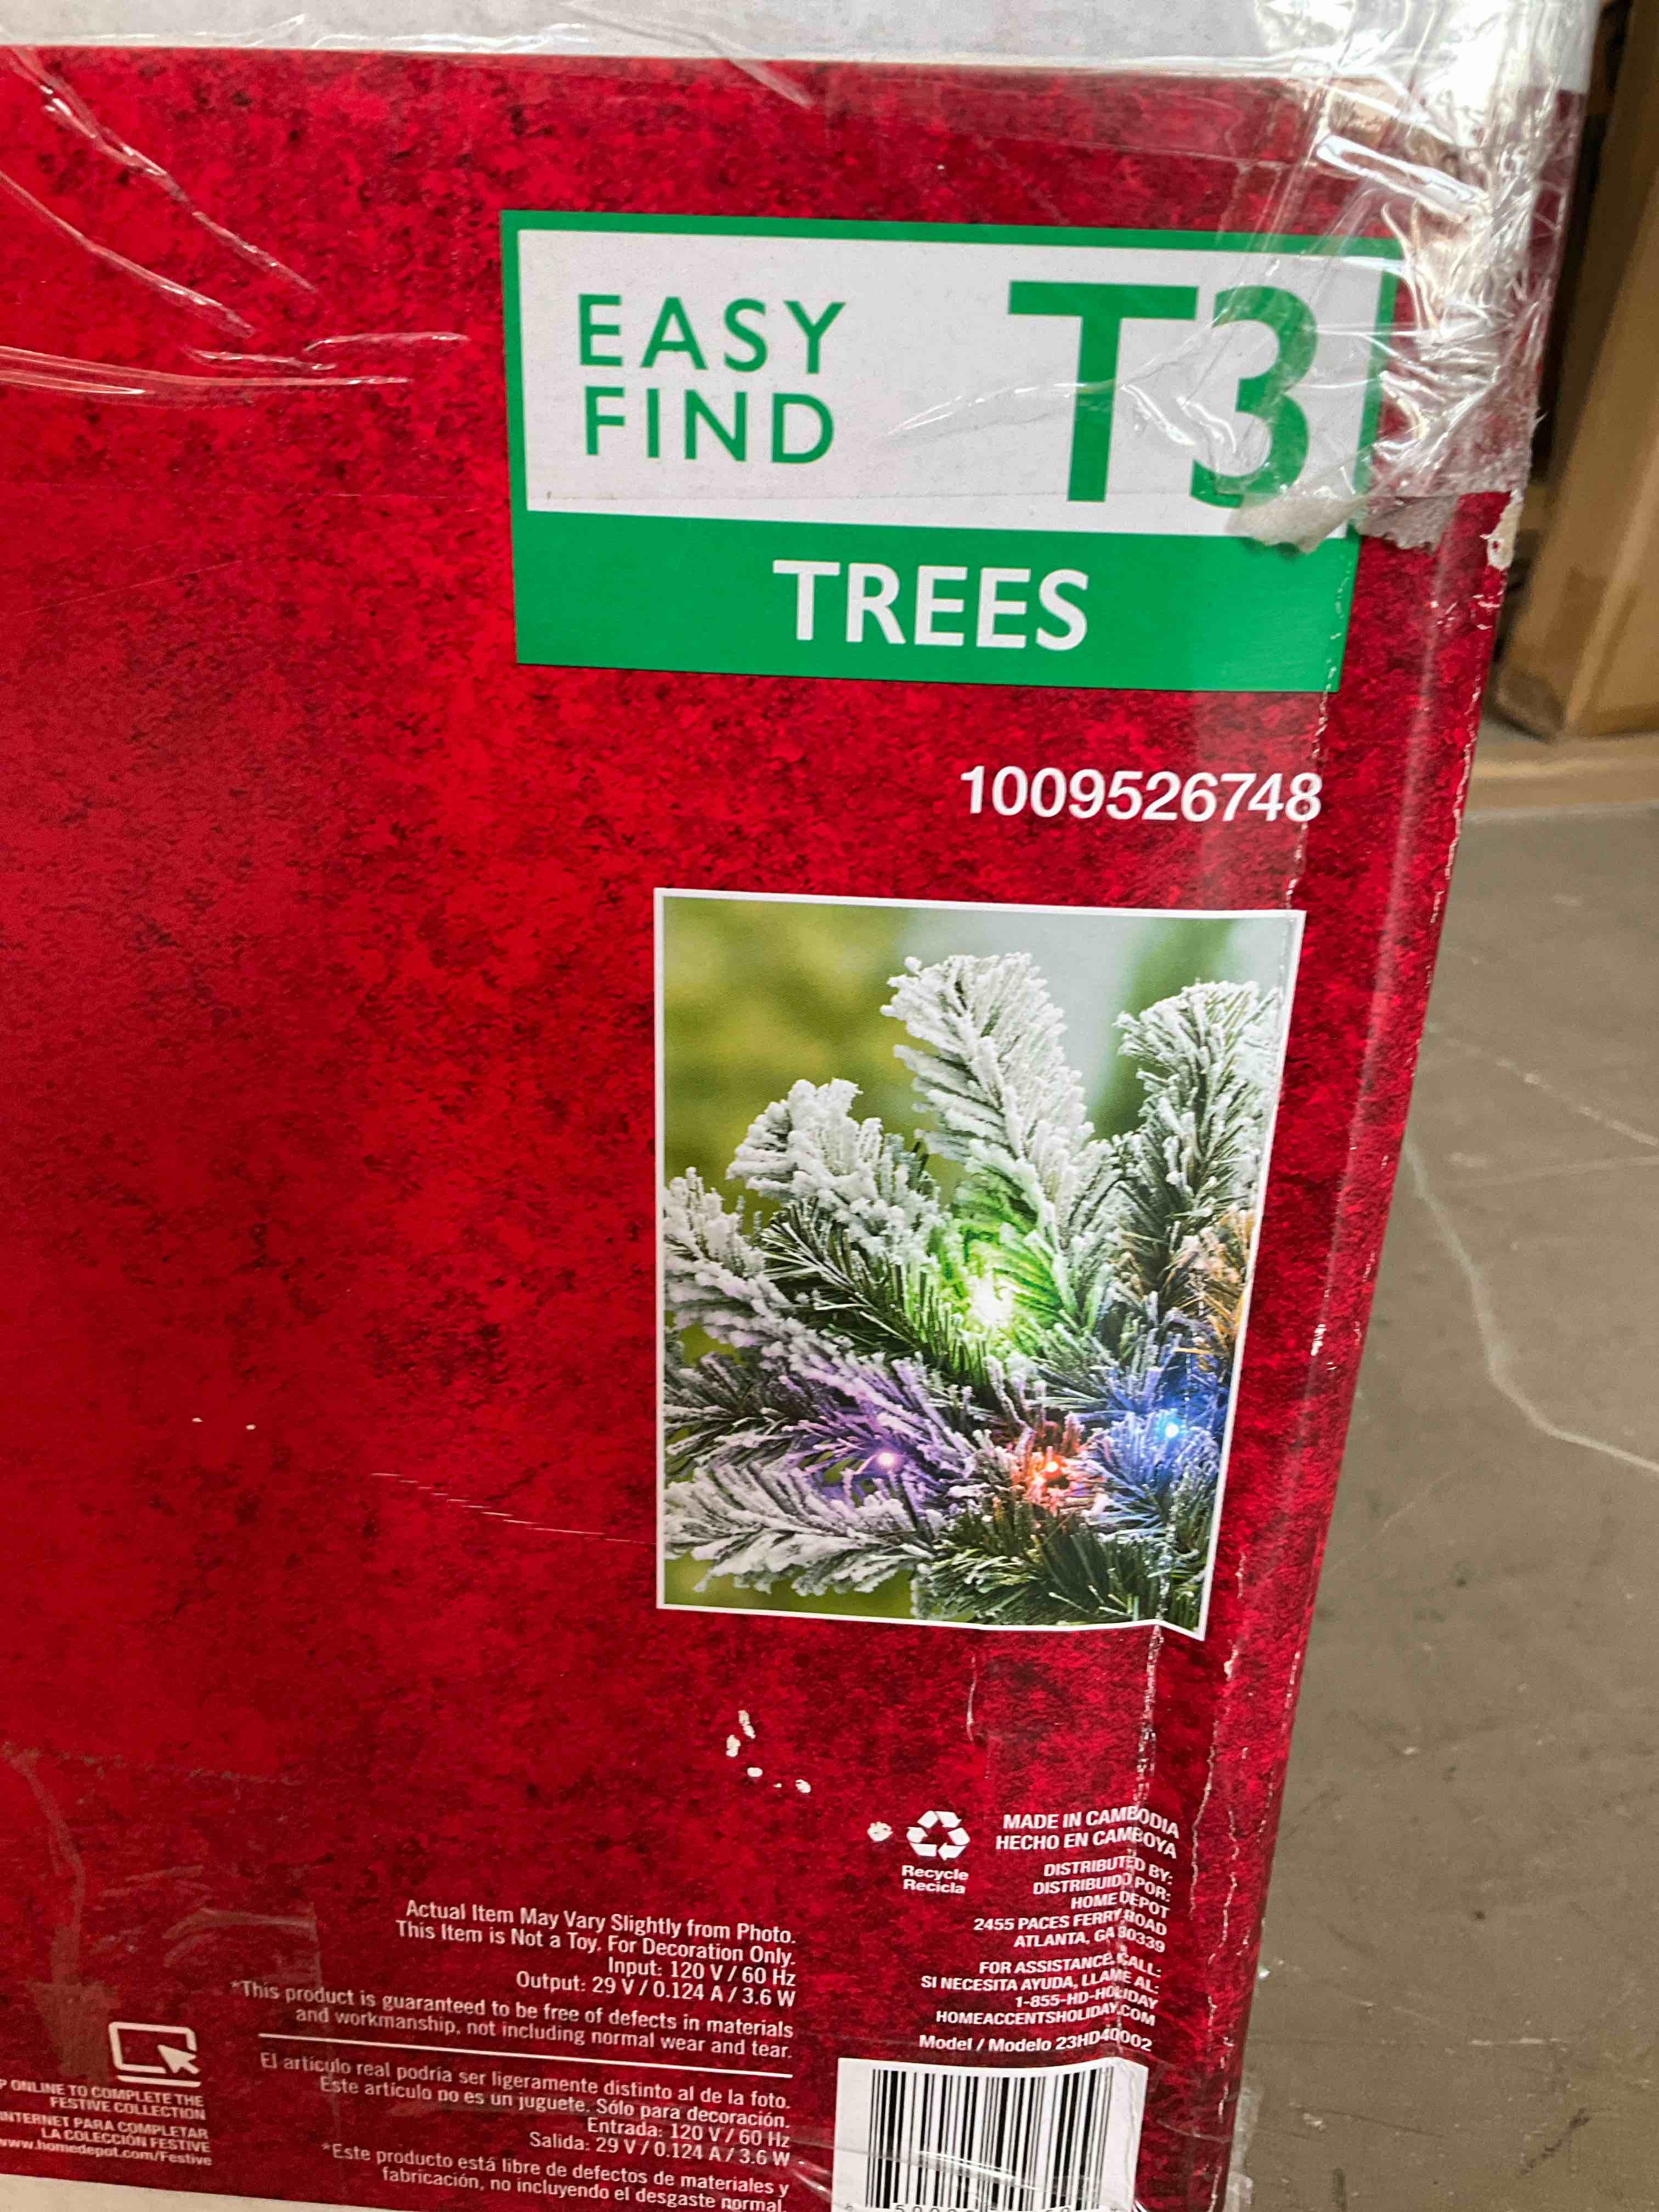 EASY
FIND
T3
TREES
1009526748
MADE IN CAMBODIA
HECHO EN CAMBOYA
Recycle
Recicla
DISTRIBUTED BY:
DISTRIBUIDO POR:
HOME DEPOT
2455 PACES FERRY ROAD
ATLANTA, GA 30339
FOR ASSISTANCE, CALL:
SI NECESITA AYUDA, LLAME AL:
1-855-HD-HOLIDAY
HOMEACCENTSHOLIDAY.COM
Model / Modelo 23HD40002
Actual Item May Vary Slightly from Photo.
This Item is Not a Toy. For Decoration Only.
Input: 120 V / 60 Hz
Output: 29 V / 0.124 A / 3.6 W
*This product is guaranteed to be free of defects in materials
and workmanship, not including normal wear and tear.
El artículo real podría ser ligeramente distinto al de la foto.
Este artículo no es un juguete. Sólo para decoración.
Entrada: 120 V / 60 Hz
Salida: 29 V / 0.124 A / 3.6 W
*Este producto está libre de defectos de materiales y
fabricación, no incluyendo el desgaste normal.
ONLINE TO COMPLETE THE
FESTIVE COLLECTION
INTERNET PARA COMPLETAR
LA COLECCIÓN FESTIVE
www.homedepot.com/Festive